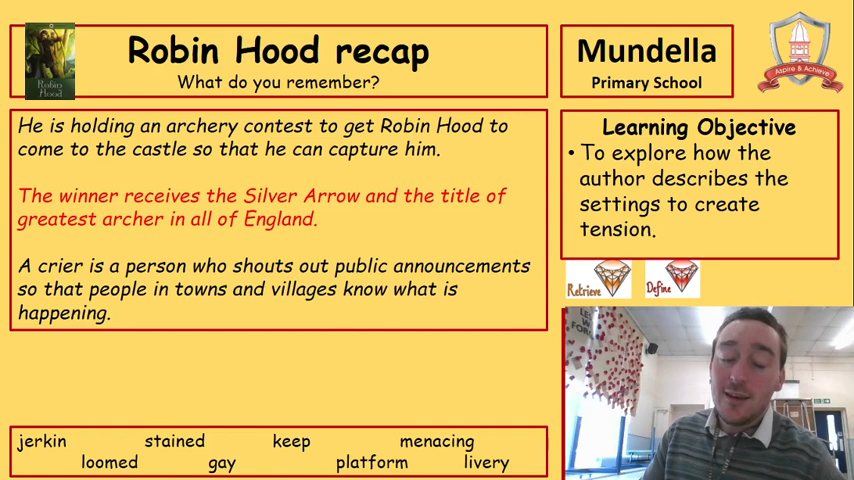 Robin Hood recap
What do you remember?
Robin
Hood
Mundella
Primary School
Aspire & Achieve
He is holding an archery contest to get Robin Hood to
come to the castle so that he can capture him.
The winner receives the Silver Arrow and the title of
greatest archer in all of England.
A crier is a person who shouts out public announcements
so that people in towns and villages know what is
happening.
Learning Objective
• To explore how the
author describes the
settings to create
tension.
Retrieve
Define
jerkin stained keep menacing
loomed gay platform livery